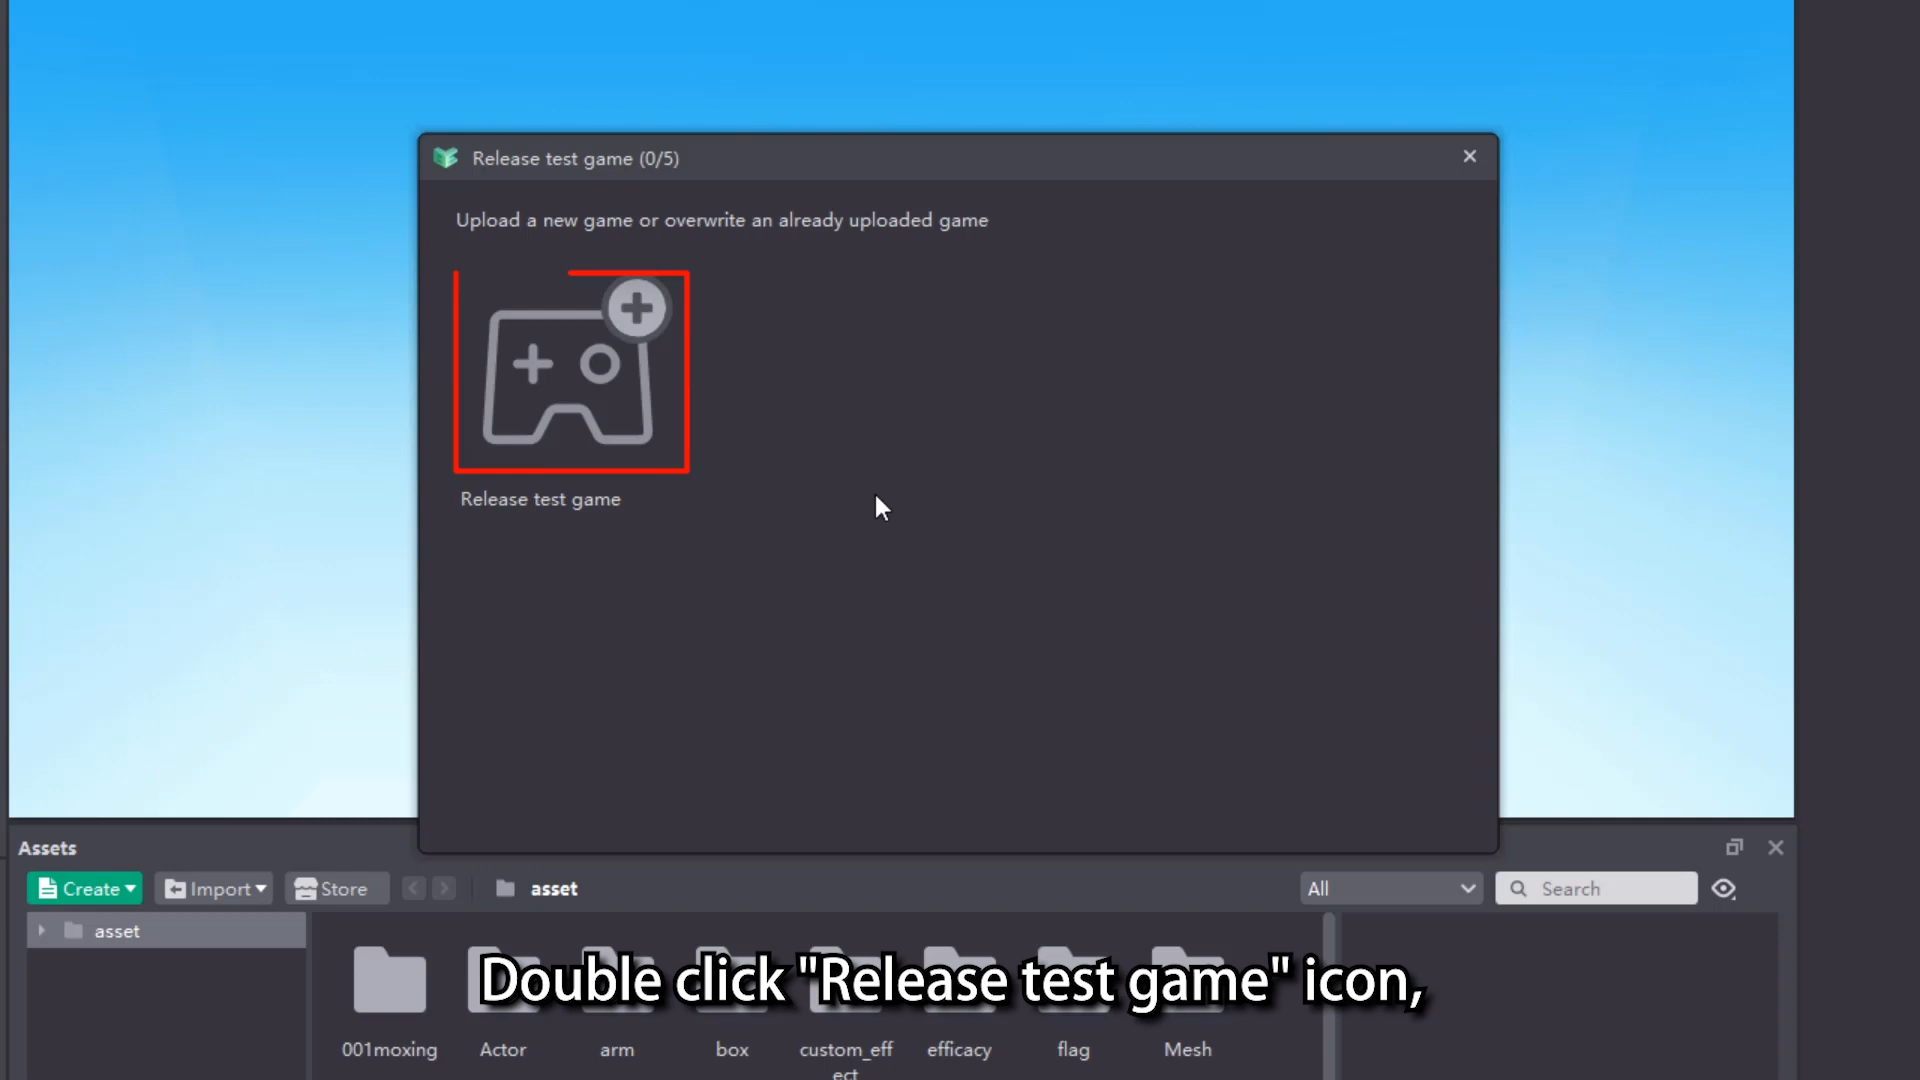 Release test game (0/5)
Upload a new game or overwrite an already uploaded game
Release test game
Assets
Create
Import
Store
asset
All
Search
asset
Double click "Release test game" icon,
001moxing
Actor
arm
box
custom_eff
ect
efficacy
flag
Mesh